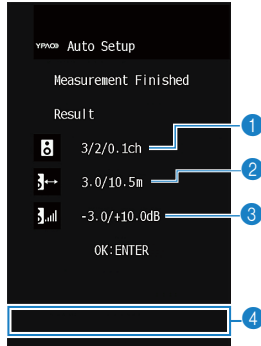 YPAO Auto Setup
Measurement Finished
Result
3/2/0.1ch
1
3.0/10.5m
2
-3.0/+10.0dB
3
OK:ENTER
4